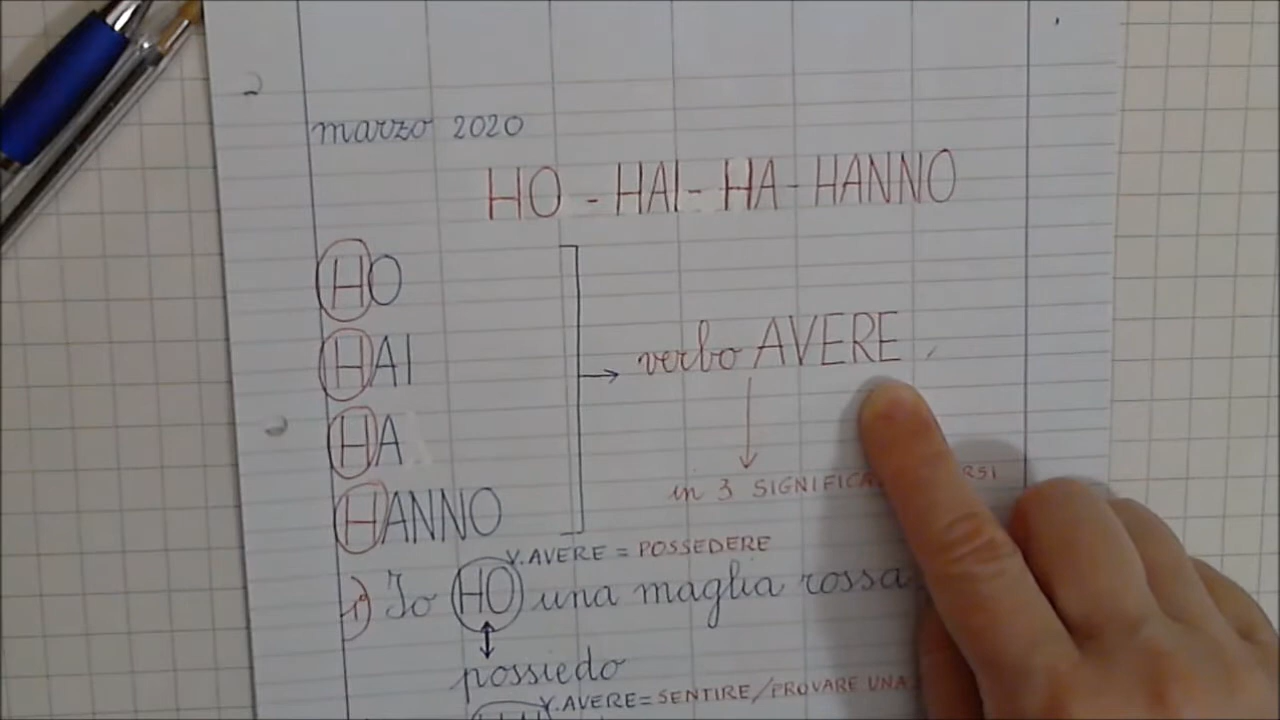 marzo 2020
HO - HAI - HA - HANNO
HO
HAI
HA
HANNO
verbo AVERE
in 3
V. AVERE = POSSEDERE
1) Io HO una maglia rossa
possiedo
V. AVERE = SENTIRE/PROVARE UNA